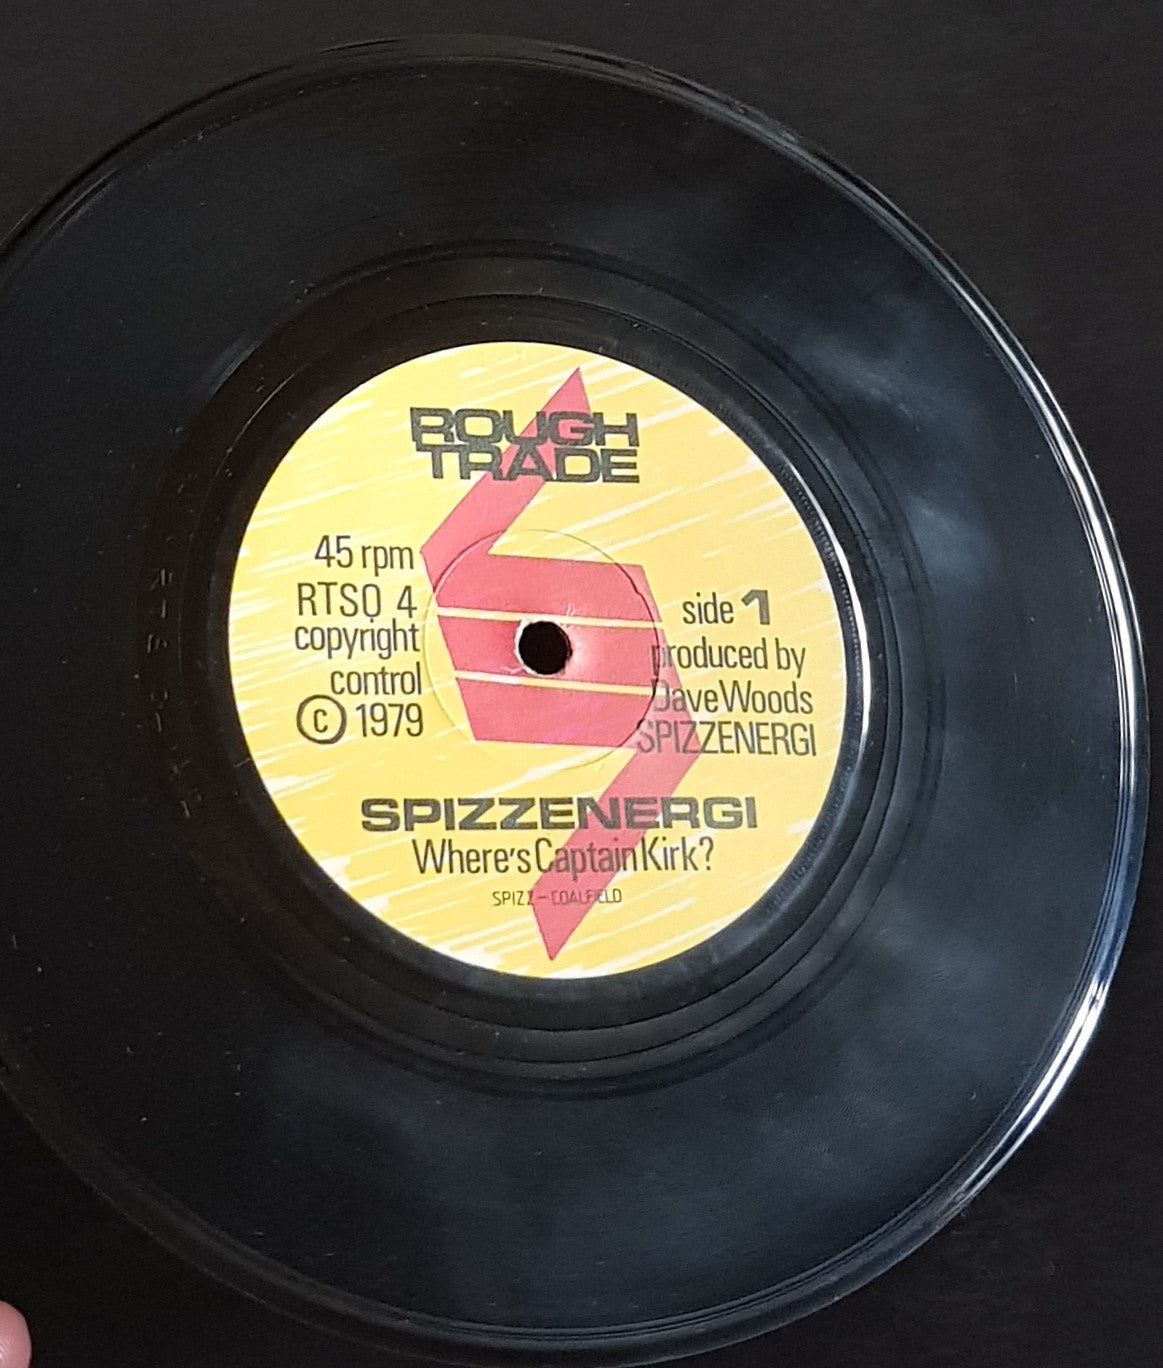 ROUGH
TRADE
45 rpm
RTSO 4
copyright
control
© 1979
side 1
produced by
Dave Woods
SPIZZENERGI
SPIZZENERGI
Where's Captain Kirk?
SPIZZ-COALFIELD